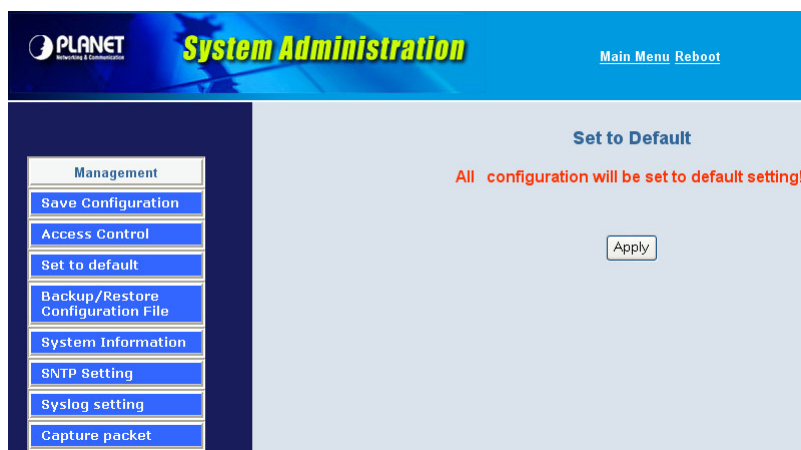 PLANET
Networking & Communication
System Administration
Main Menu Reboot
Management
Save Configuration
Access Control
Set to default
Backup/Restore
Configuration File
System Information
SNTP Setting
Syslog setting
Capture packet
Set to Default
All configuration will be set to default setting!
Apply